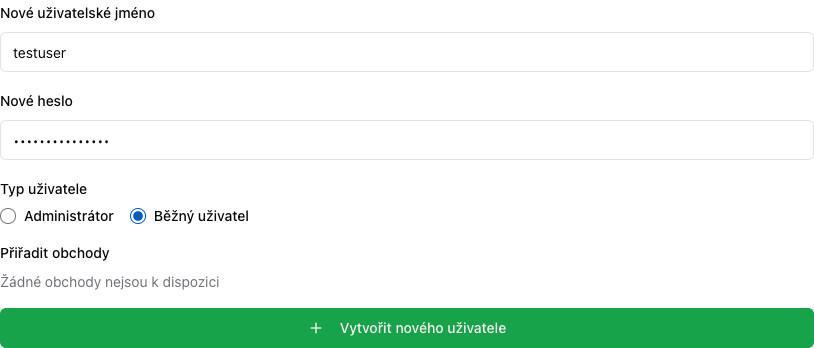 Nové uživatelské jméno
testuser
Nové heslo
•••••••••••••••
Typ uživatele
Administrátor Běžný uživatel
Přiřadit obchody
Žádné obchody nejsou k dispozici
+ Vytvořit nového uživatele